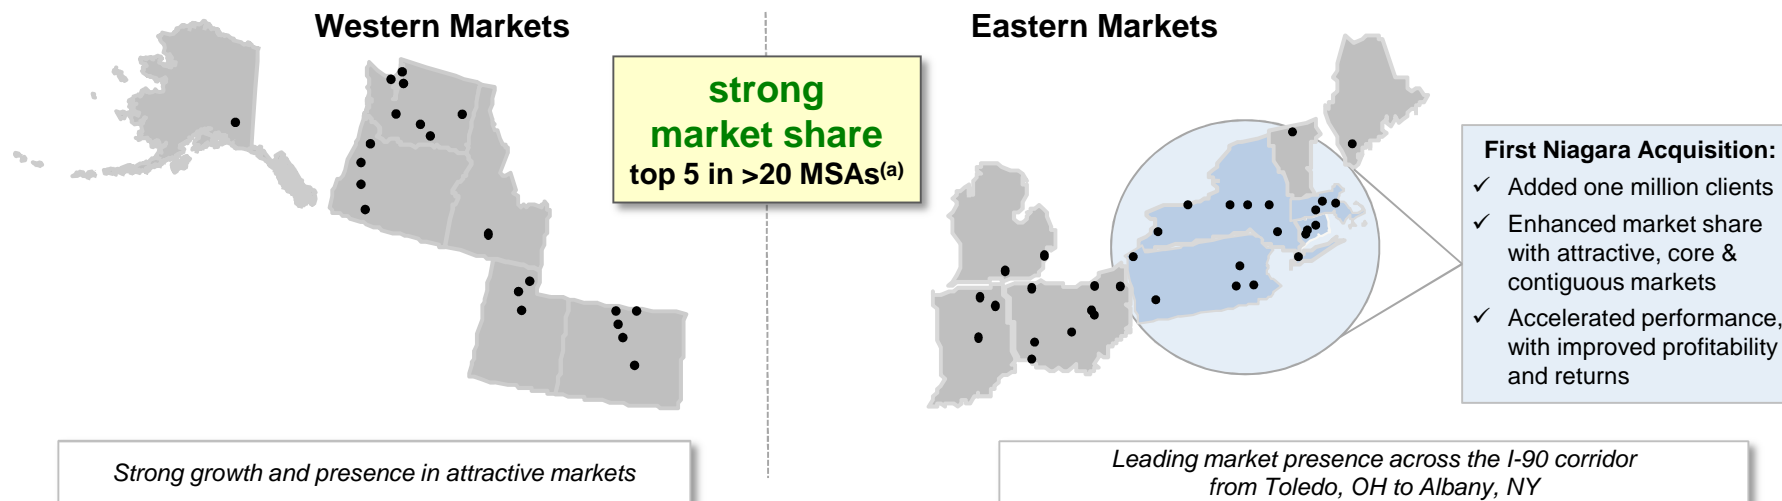 Western Markets
Eastern Markets
strong
market share
top 5 in >20 MSAs(a)
First Niagara Acquisition:
✓ Added one million clients
✓ Enhanced market share
with attractive, core &
contiguous markets
✓ Accelerated performance,
with improved profitability
and returns
Strong growth and presence in attractive markets
Leading market presence across the I-90 corridor
from Toledo, OH to Albany, NY